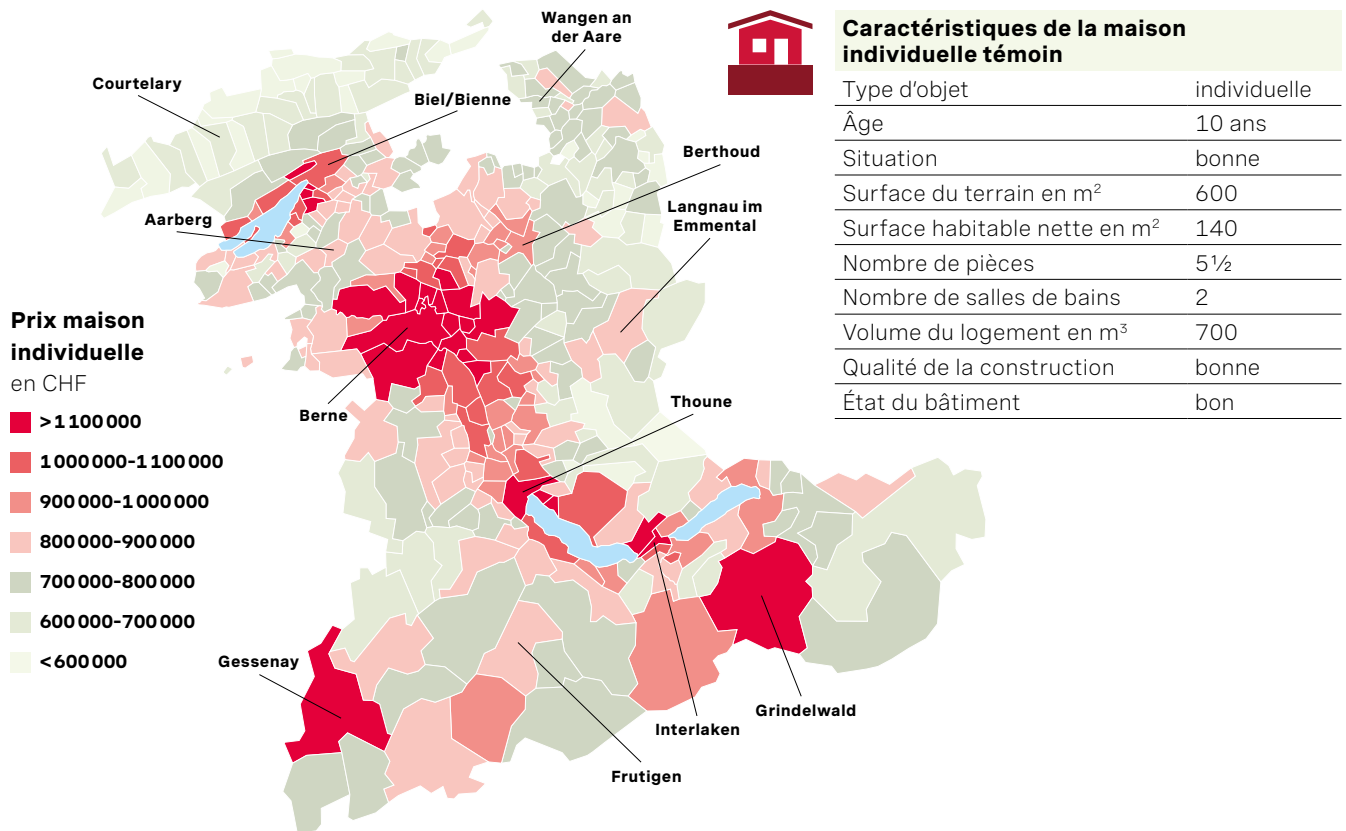 Wangen an
der Aare
Courtelary
Biel/Bienne
Berthoud
Langnau im
Emmental
Aarberg
Prix maison
individuelle
en CHF
>1 100 000
1 000 000-1 100 000
900 000-1 000 000
800 000-900 000
700 000-800 000
600 000-700 000
<600 000
Berne
Thoune
Gessenay
Interlaken
Grindelwald
Frutigen
Caractéristiques de la maison
individuelle témoin
Type d'objet individuelle
Âge 10 ans
Situation bonne
Surface du terrain en m² 600
Surface habitable nette en m² 140
Nombre de pièces 5½
Nombre de salles de bains 2
Volume du logement en m³ 700
Qualité de la construction bonne
État du bâtiment bon